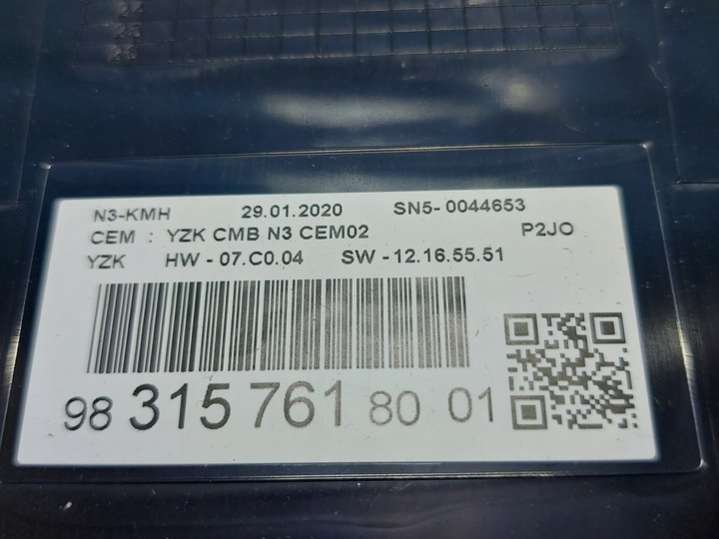 N3-KMH 29.01.2020 SN5- 0044653
CEM : YZK CMB N3 CEM02 P2JO
YZK HW - 07.C0.04 SW -12.16.55.51
98 315 761 80 01